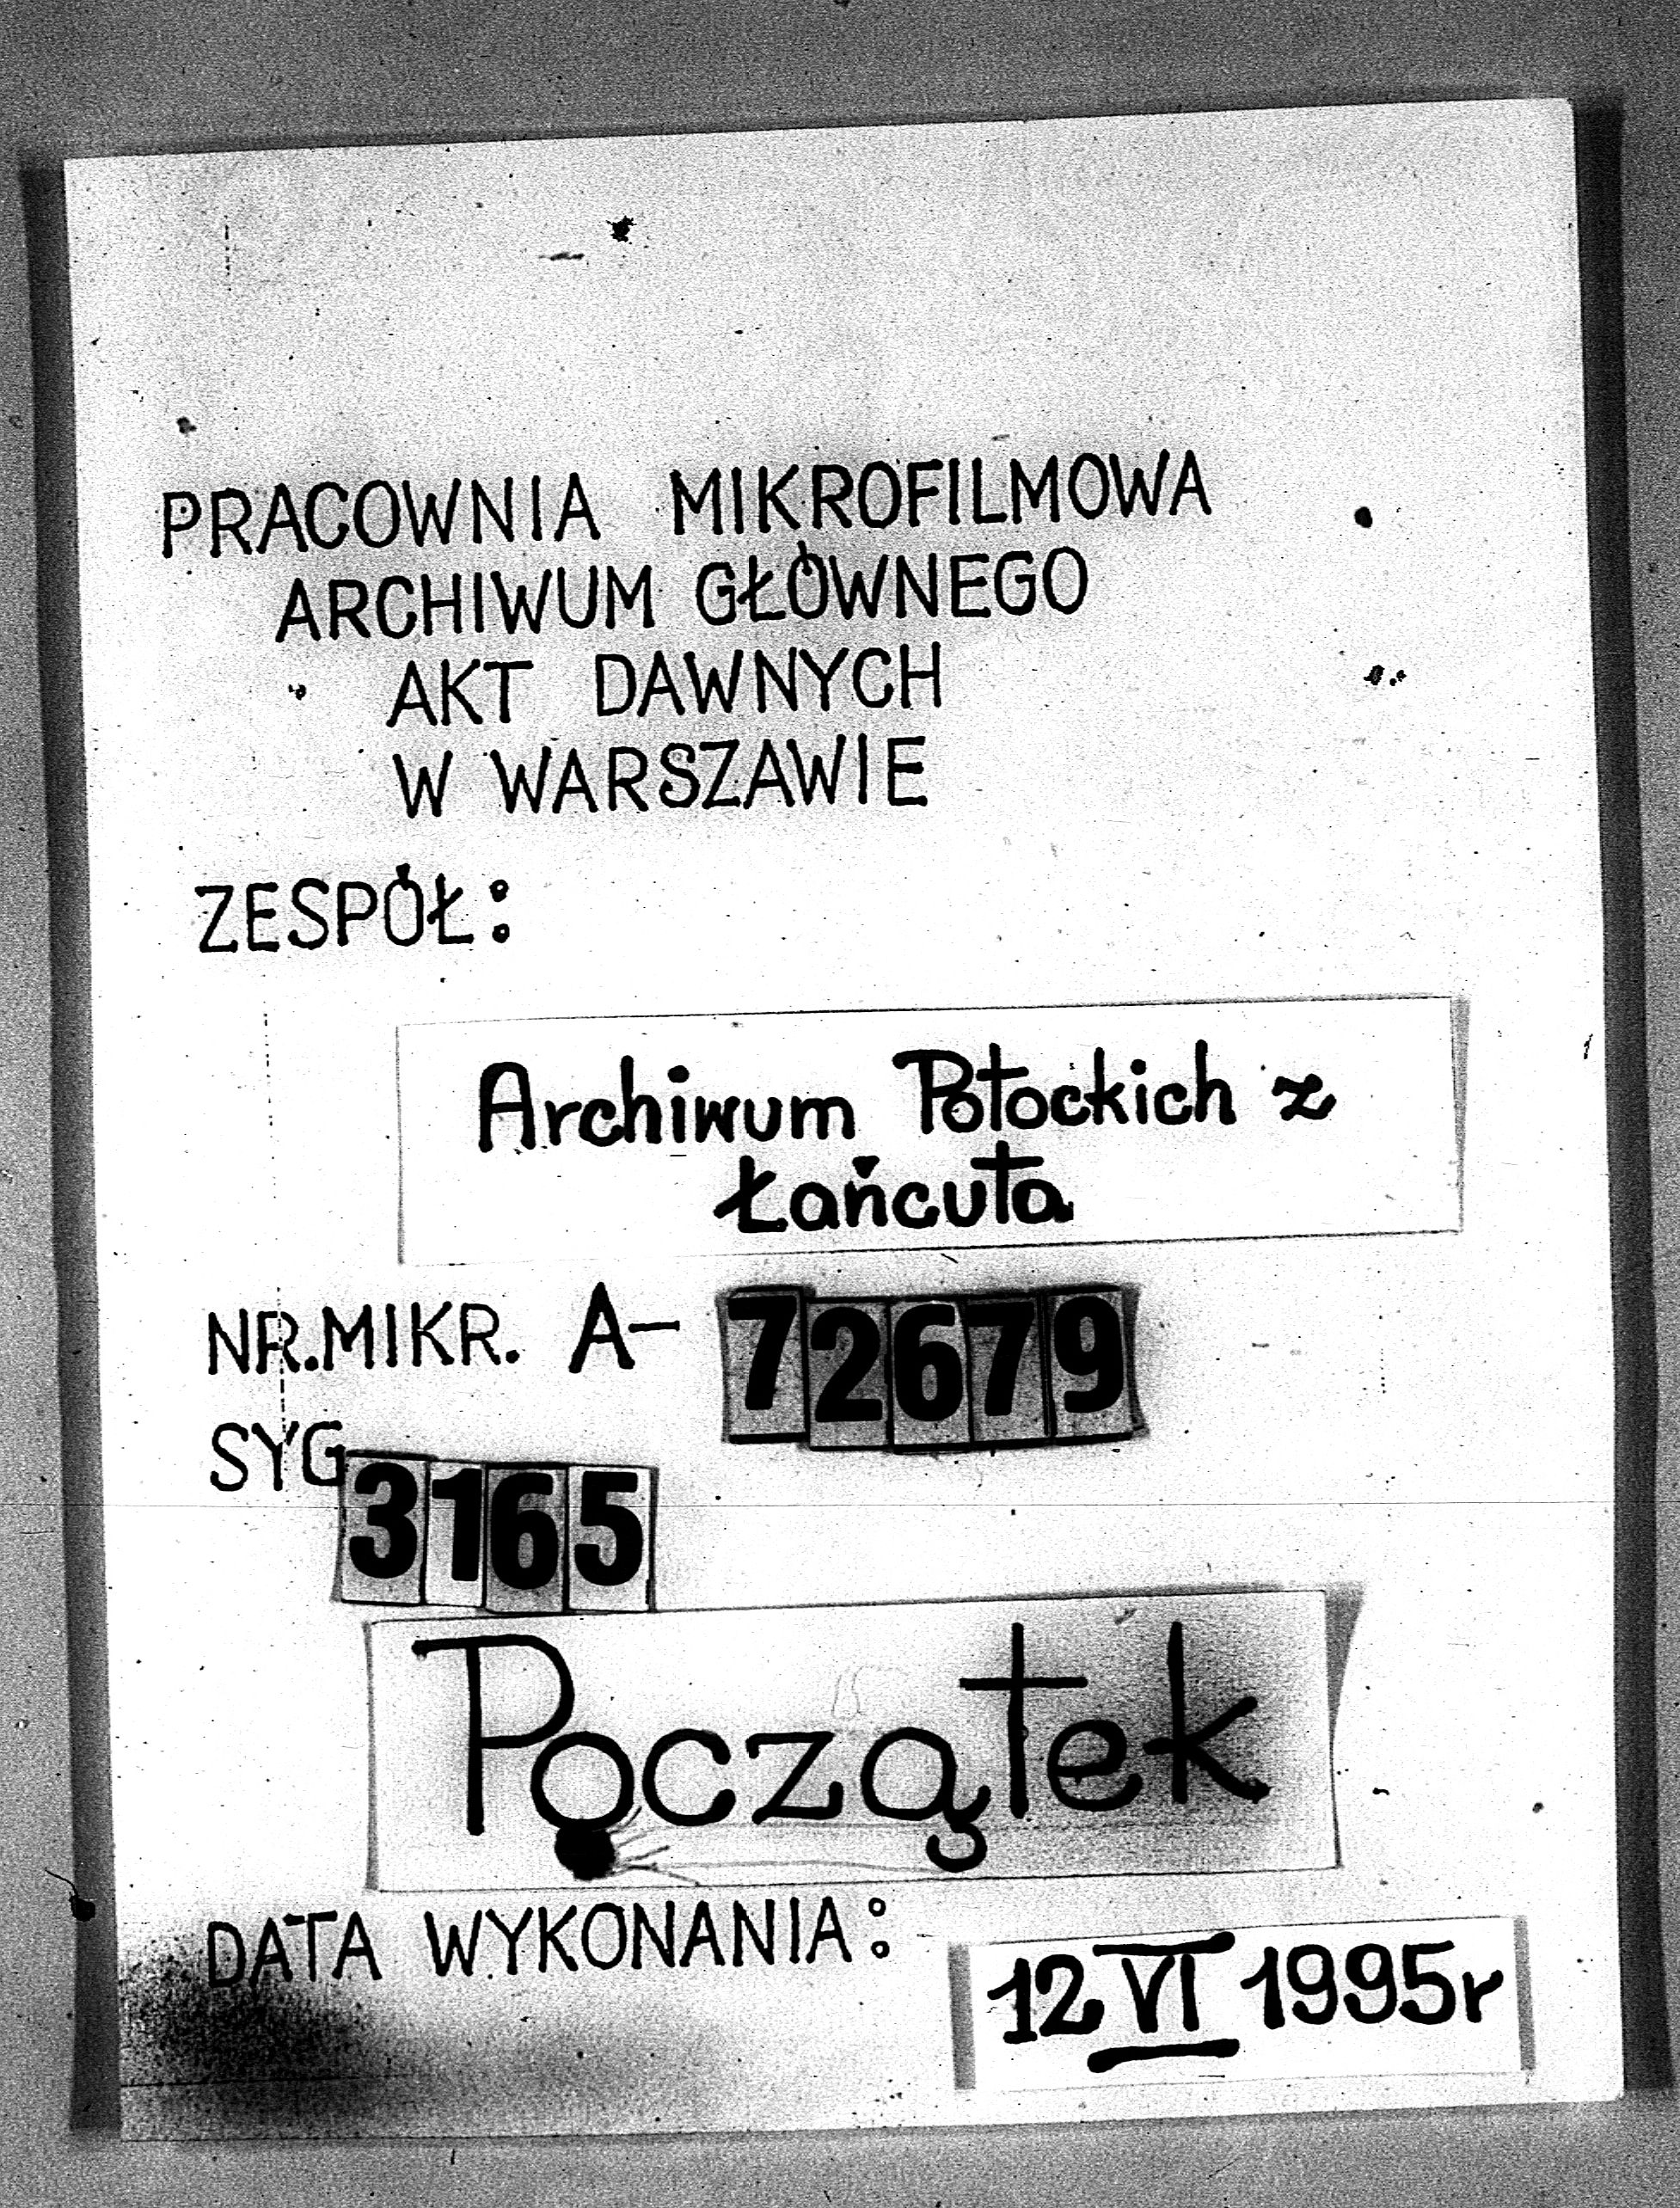 PRACOWNIA MIKROFILMOWA
ARCHIWUM GŁÓWNEGO
AKT DAWNYCH
W WARSZAWIE
ZESPÓŁ:
Archiwum Potockich z
Łańcuta
NR.MIKR. A- 72679
SYG 3165
Początek
DATA WYKONANIA: 12 VI 1995r